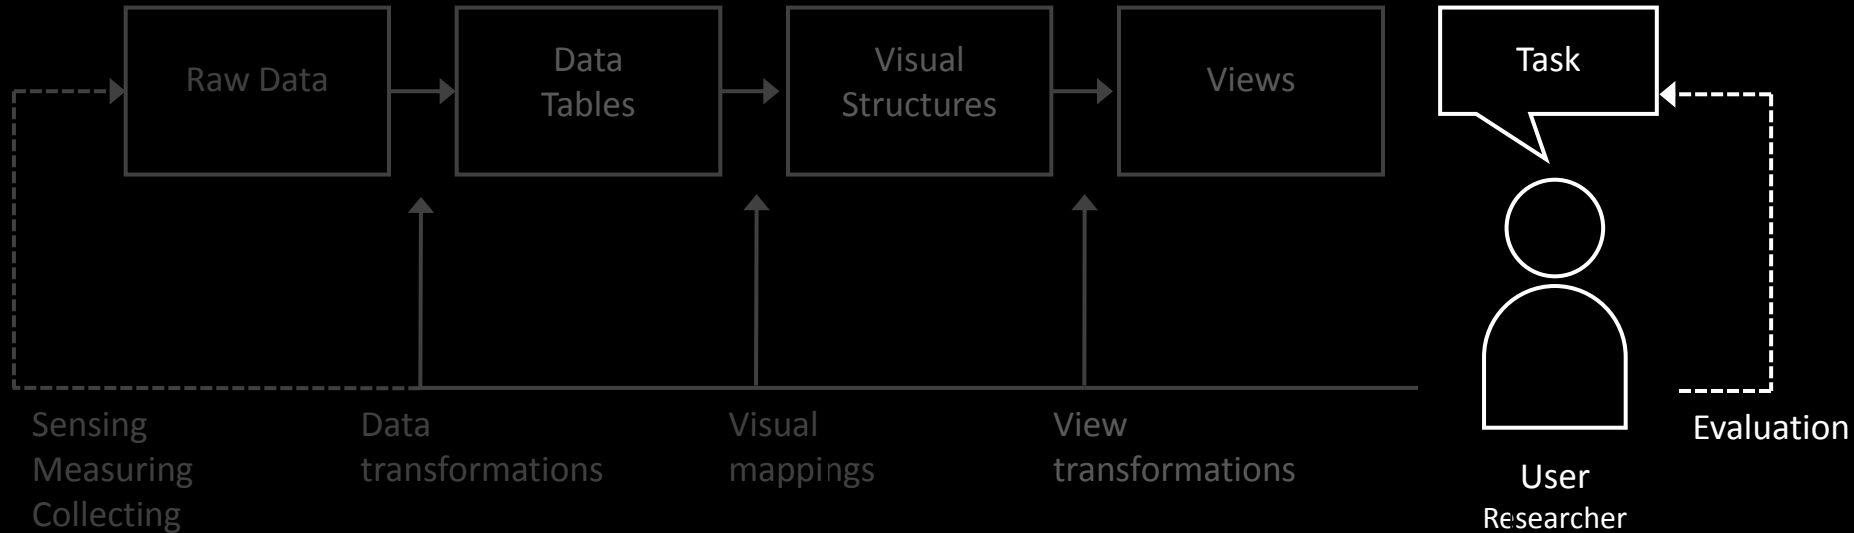 Raw Data
Data
Tables
Visual
Structures
Views
Task
Sensing
Measuring
Collecting
Data
transformations
Visual
mappings
View
transformations
User
Researcher
Evaluation